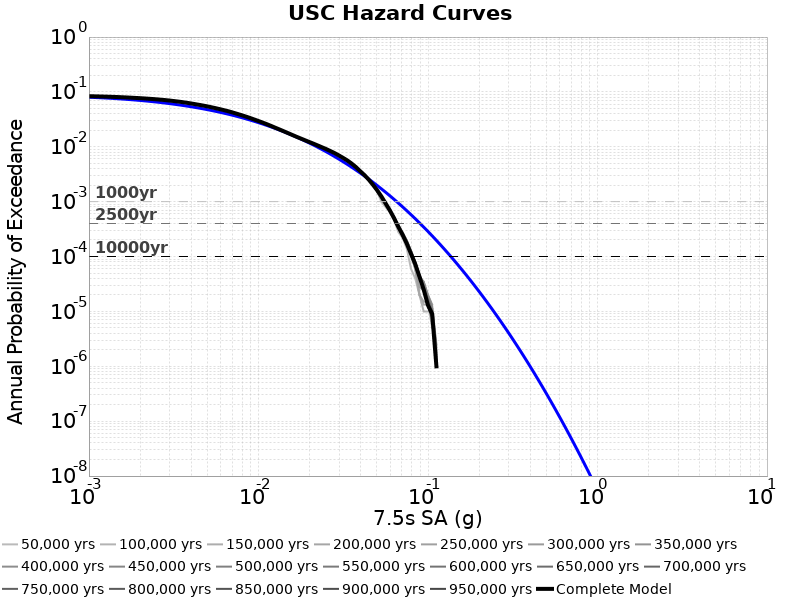 USC Hazard Curves
Annual Probability of Exceedance
10^0
10^-1
10^-2
10^-3
10^-4
10^-5
10^-6
10^-7
10^-8
1000yr
2500yr
10000yr
10^-3 10^-2 10^-1 10^0 10^1
7.5s SA (g)
50,000 yrs 100,000 yrs 150,000 yrs 200,000 yrs 250,000 yrs 300,000 yrs 350,000 yrs
400,000 yrs 450,000 yrs 500,000 yrs 550,000 yrs 600,000 yrs 650,000 yrs 700,000 yrs
750,000 yrs 800,000 yrs 850,000 yrs 900,000 yrs 950,000 yrs Complete Model